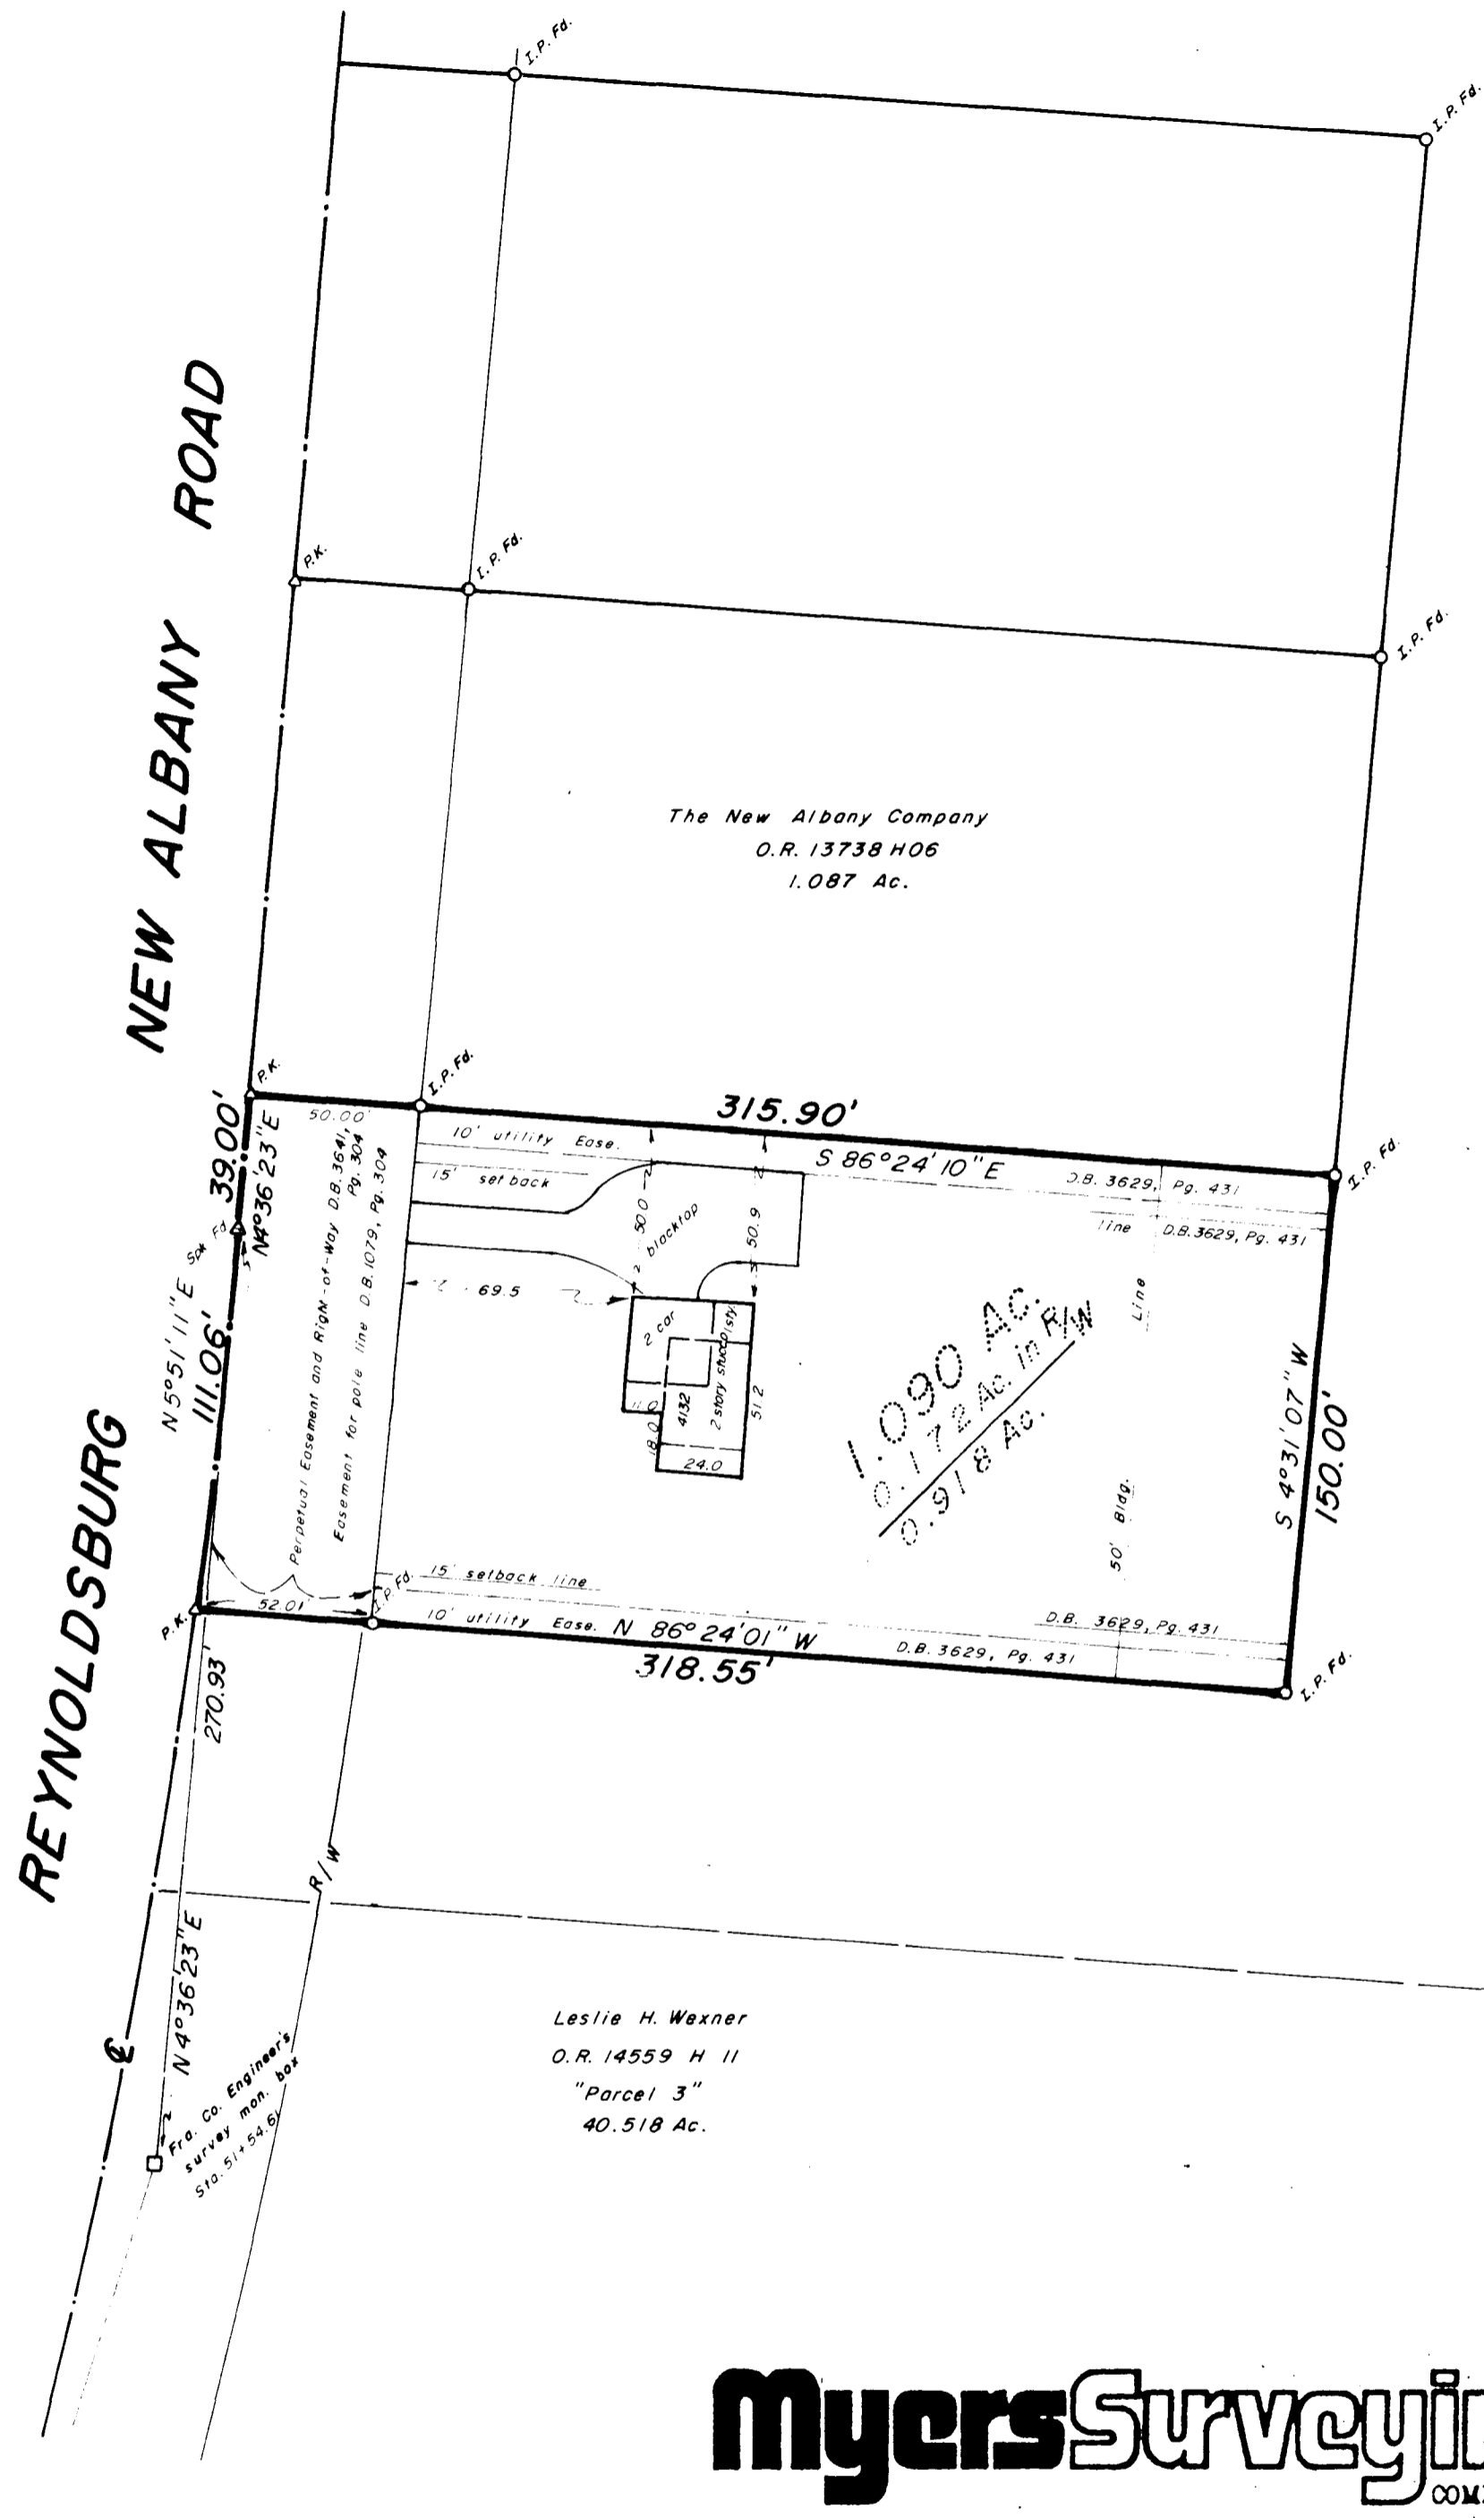 I.P. Fd.
I.P. Fd.
NEW ALBANY ROAD
P.K.
I.P. Fd.
I.P. Fd.
The New Albany Company
O.R. 13738 H06
1.087 Ac.
P.K.
I.P. Fd.
39.00'
N4°36'23"E
50.00'
315.90'
S 86°24'10"E
I.P. Fd.
10' utility Ease.
D.B. 3629, Pg. 431
15' setback
line D.B. 3629, Pg. 431
Perpetual Easement and Right-of-Way D.B. 3641,
Pg. 304
Easement for pole line D.B. 1079, Pg. 304
N5°51'11"E
Fd.
111.06'
50.0
blacktop
50.9
69.5
2 car
1 sty.
4132
2 story stucco
51.2
18.0
24.0
1.090 Ac.
0.172 Ac. in R/W
0.918 Ac.
50' Bldg. Line
S 4°31'07"W
150.00'
REYNOLDSBURG
15' setback line
I.P. Fd.
P.K.
52.01'
10' utility Ease.
N 86°24'01"W
318.55'
D.B. 3629, Pg. 431
D.B. 3629, Pg. 431
I.P. Fd.
270.93'
R/W
N4°36'23"E
Fra. Co. Engineer's
survey mon. box
Sta. 51+54.61
Leslie H. Wexner
O.R. 14559 H 11
"Parcel 3"
40.518 Ac.